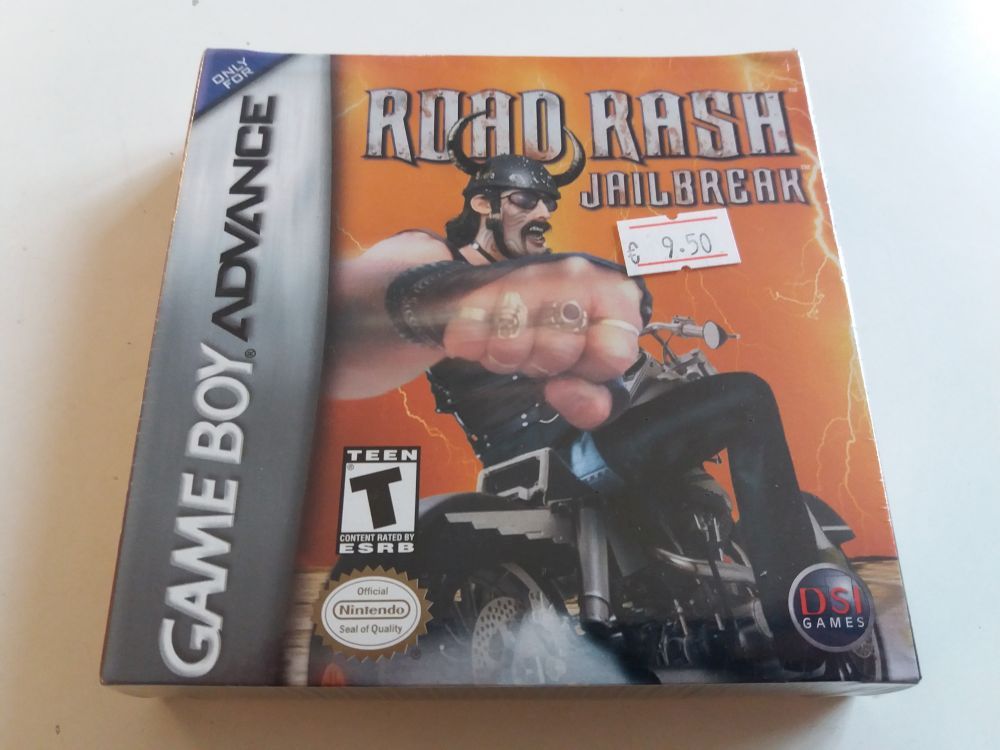 ONLY
FOR
GAME BOY ADVANCE
ROAD RASH
JAILBREAK
€ 9.50
TEEN
T
CONTENT RATED BY
ESRB
Official
Nintendo
Seal of Quality
DSI
GAMES